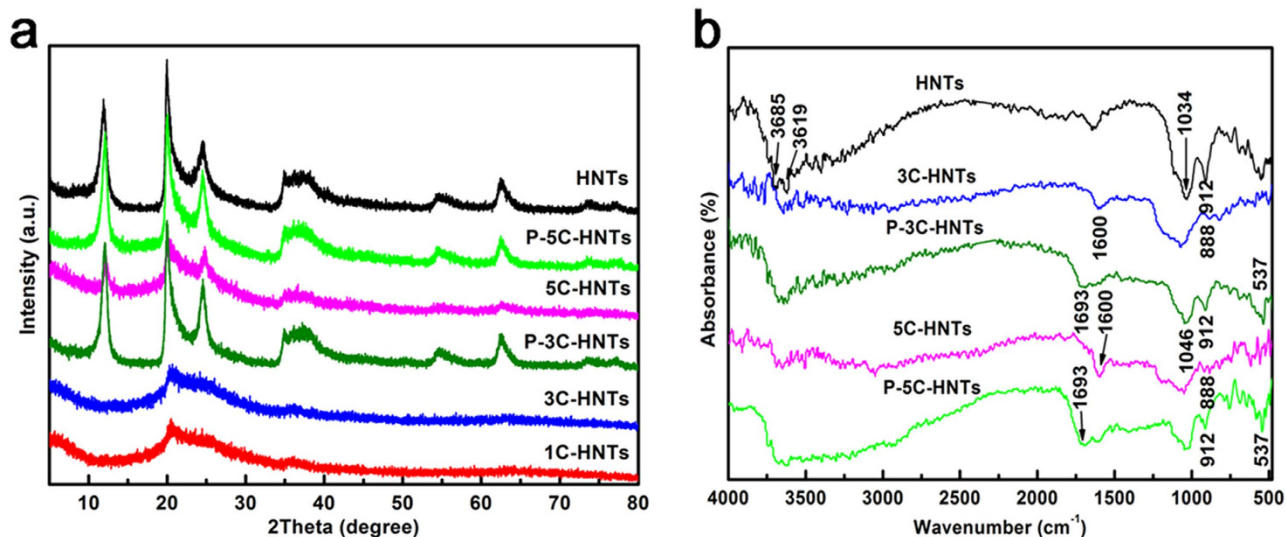 a
Intensity (a.u.)
HNTs
P-5C-HNTs
5C-HNTs
P-3C-HNTs
3C-HNTs
1C-HNTs
10 20 30 40 50 60 70 80
2Theta (degree)
b
Absorbance (%)
HNTs
3685
3619
1034
912
3C-HNTs
1600
888
P-3C-HNTs
1693
1046
912
537
5C-HNTs
1600
888
P-5C-HNTs
1693
912
537
4000 3500 3000 2500 2000 1500 1000 500
Wavenumber (cm⁻¹)